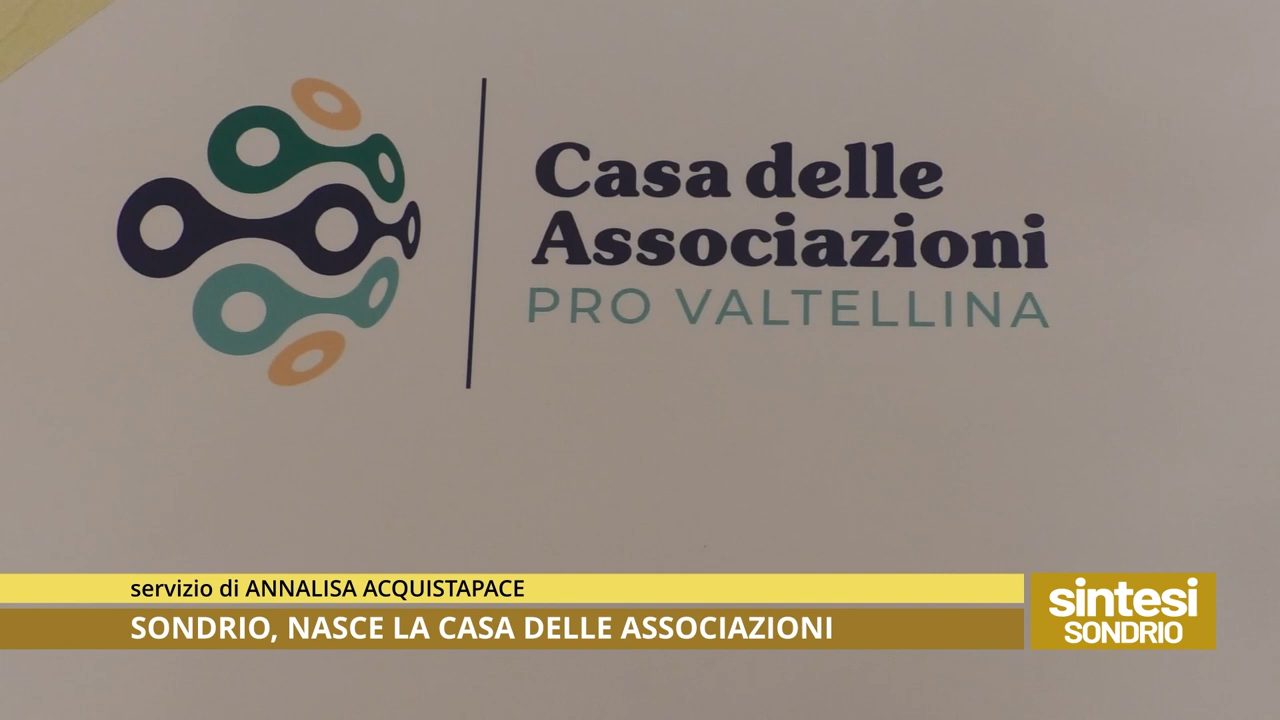 Casa delle
Associazioni
PRO VALTELLINA
servizio di ANNALISA ACQUISTAPACE
SONDRIO, NASCE LA CASA DELLE ASSOCIAZIONI
sintesi
SONDRIO